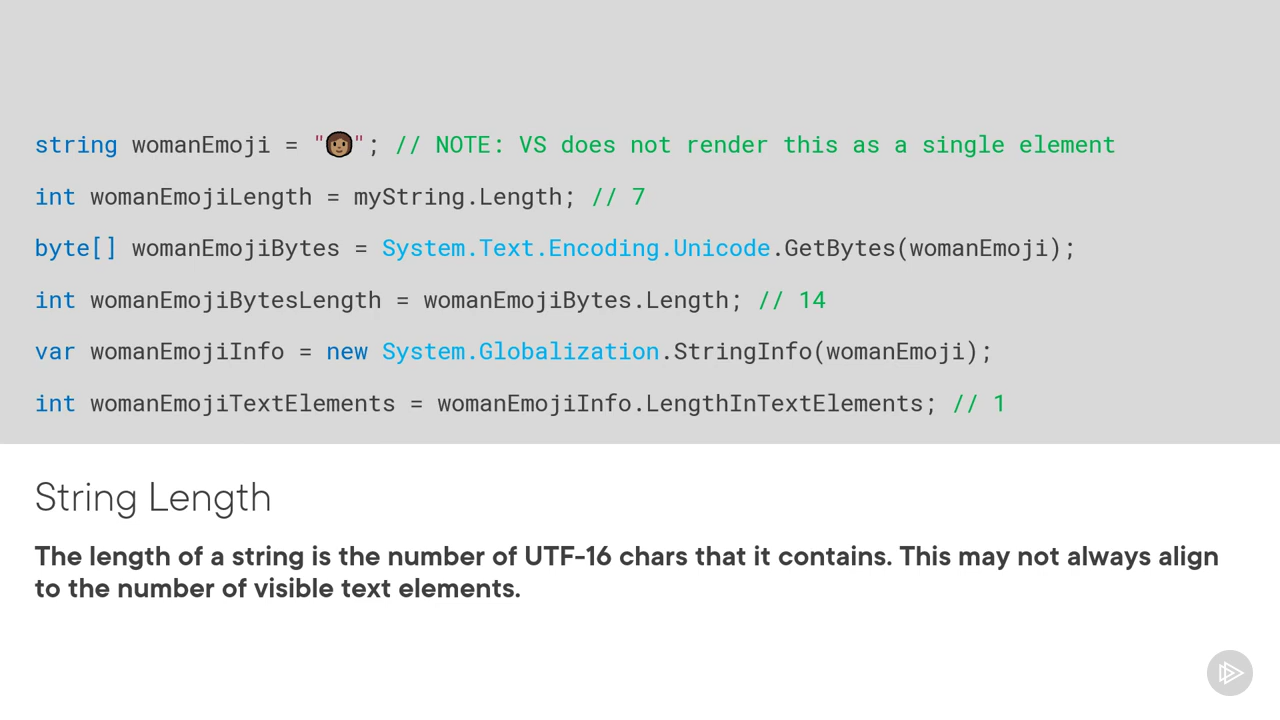 string womanEmoji = "👩🏽"; // NOTE: VS does not render this as a single element
int womanEmojiLength = myString.Length; // 7
byte[] womanEmojiBytes = System.Text.Encoding.Unicode.GetBytes(womanEmoji);
int womanEmojiBytesLength = womanEmojiBytes.Length; // 14
var womanEmojiInfo = new System.Globalization.StringInfo(womanEmoji);
int womanEmojiTextElements = womanEmojiInfo.LengthInTextElements; // 1
String Length
The length of a string is the number of UTF-16 chars that it contains. This may not always align
to the number of visible text elements.